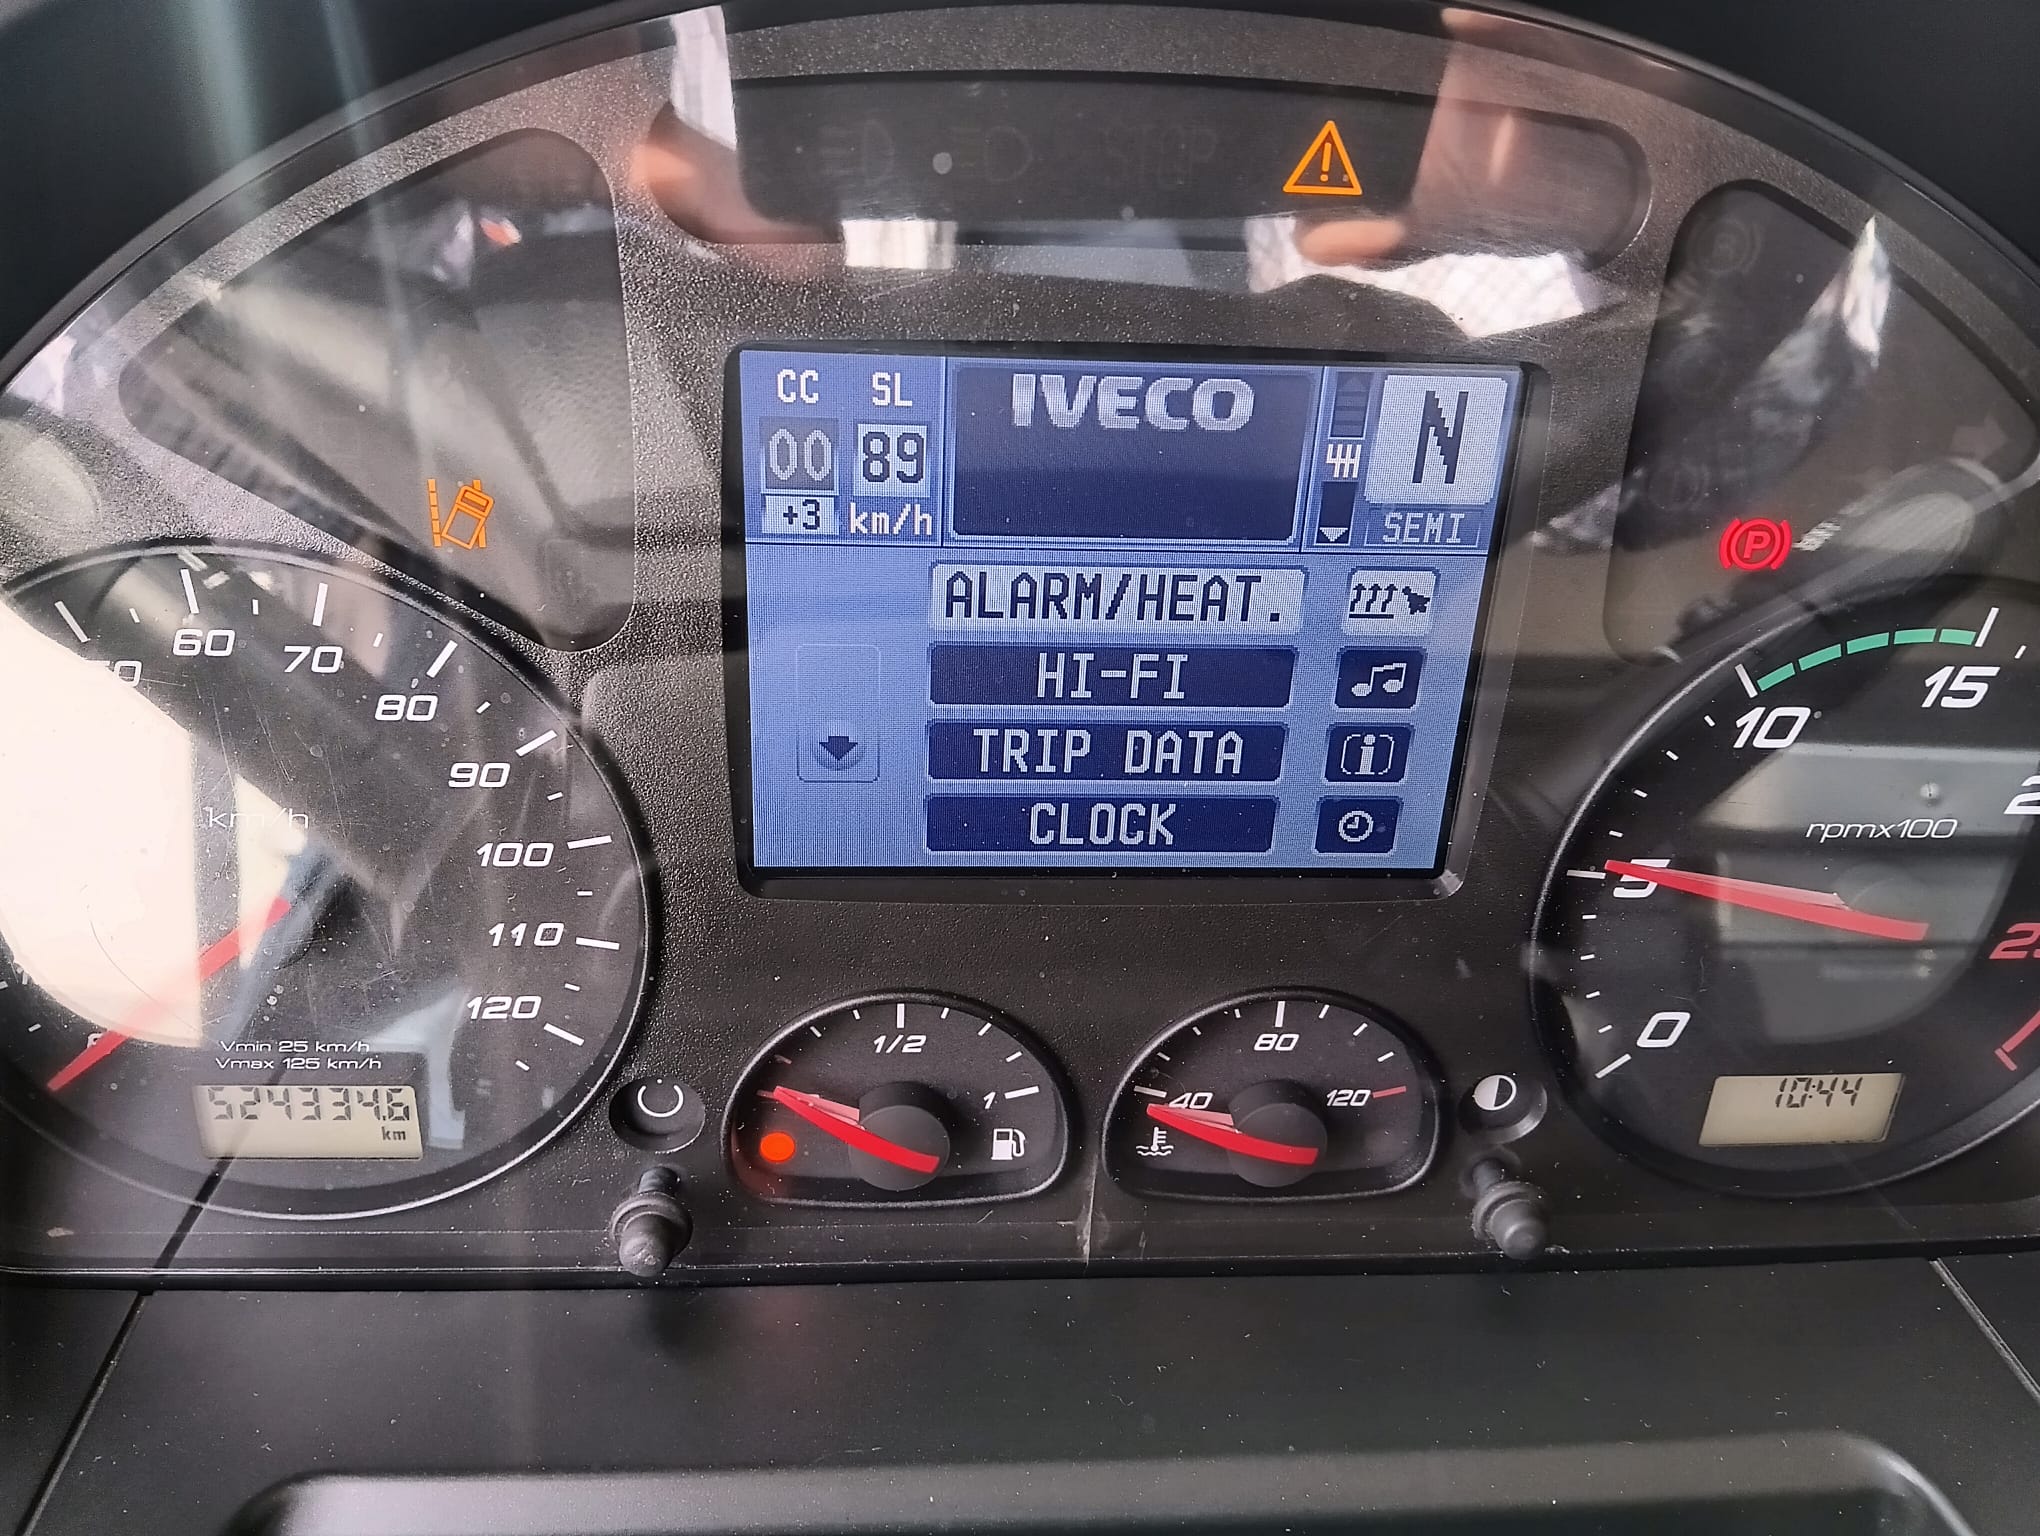 STOP
CC SL
IVECO
N
00 89
+3 km/h
SEMI
ALARM/HEAT.
HI-FI
TRIP DATA
CLOCK
P
60
70
80
90
100
110
120
km/h
Vmin 25 km/h
Vmax 125 km/h
524334.6
km
1/2
1
40
80
120
0
5
10
15
rpmx100
10:44